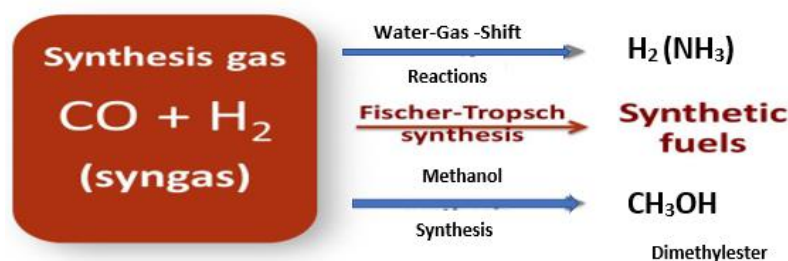 Synthesis gas
CO + H₂
(syngas)
Water-Gas -Shift
Reactions
H₂ (NH₃)
Fischer-Tropsch
synthesis
Synthetic
fuels
Methanol
Synthesis
CH₃OH
Dimethylester